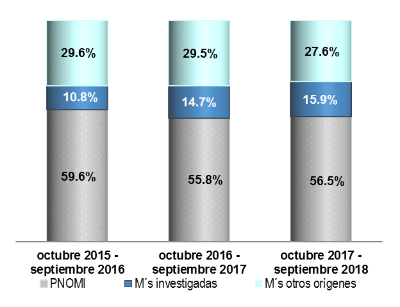 29.6% 29.5% 27.6%
10.8% 14.7% 15.9%
59.6% 55.8% 56.5%
octubre 2015 - octubre 2016 - octubre 2017 -
septiembre 2016 septiembre 2017 septiembre 2018
PNOMI M´s investigadas M´s otros orígenes